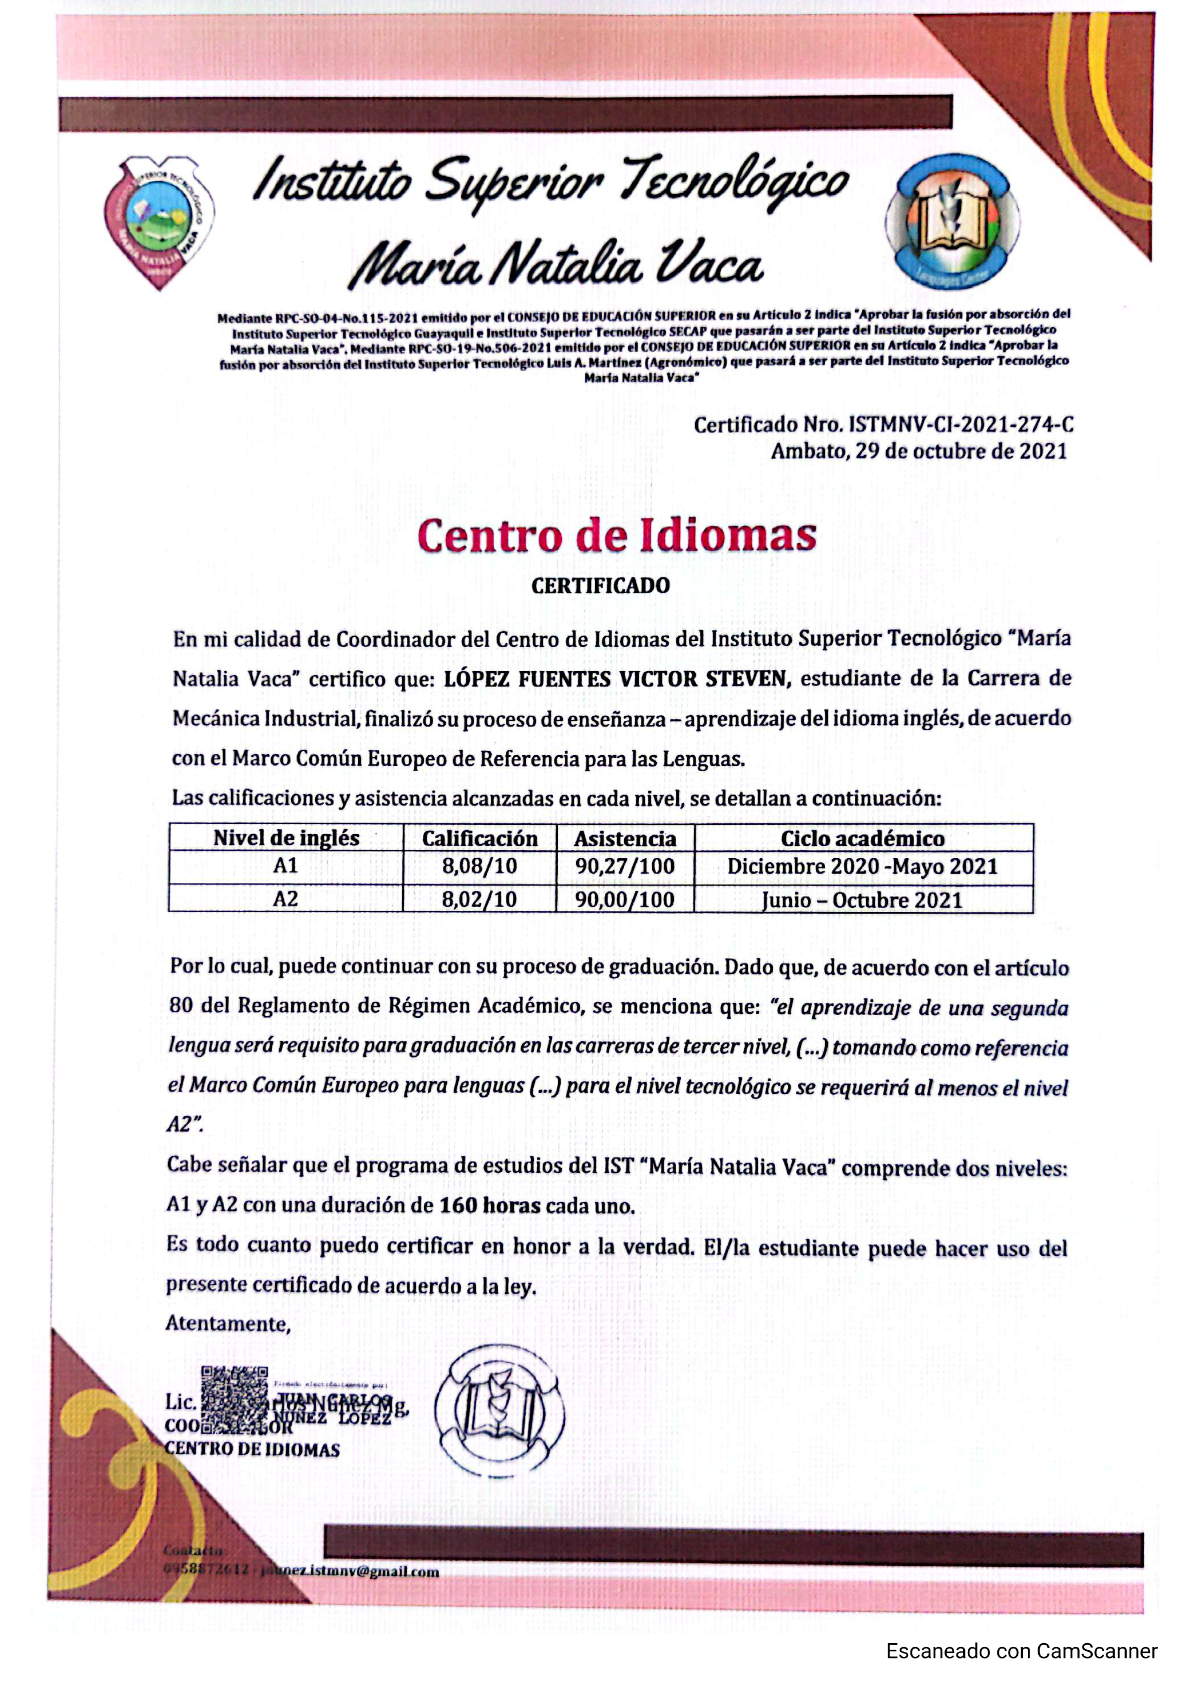 Instituto Superior Tecnológico
María Natalia Vaca
SUPERIOR TECNOLÓGICO
MARÍA NATALIA VACA
Languages Center
Mediante RPC-SO-04-No.115-2021 emitido por el CONSEJO DE EDUCACIÓN SUPERIOR en su Artículo 2 indica "Aprobar la fusión por absorción del
Instituto Superior Tecnológico Guayaquil e Instituto Superior Tecnológico SECAP que pasarán a ser parte del Instituto Superior Tecnológico
María Natalia Vaca". Mediante RPC-SO-19-No.506-2021 emitido por el CONSEJO DE EDUCACIÓN SUPERIOR en su Artículo 2 indica "Aprobar la
fusión por absorción del Instituto Superior Tecnológico Luis A. Martínez (Agronómico) que pasará a ser parte del Instituto Superior Tecnológico
María Natalia Vaca"
Certificado Nro. ISTMNV-CI-2021-274-C
Ambato, 29 de octubre de 2021
Centro de Idiomas
CERTIFICADO
En mi calidad de Coordinador del Centro de Idiomas del Instituto Superior Tecnológico "María
Natalia Vaca" certifico que: LÓPEZ FUENTES VICTOR STEVEN, estudiante de la Carrera de
Mecánica Industrial, finalizó su proceso de enseñanza – aprendizaje del idioma inglés, de acuerdo
con el Marco Común Europeo de Referencia para las Lenguas.
Las calificaciones y asistencia alcanzadas en cada nivel, se detallan a continuación:
Nivel de inglés Calificación Asistencia Ciclo académico
A1 8,08/10 90,27/100 Diciembre 2020 -Mayo 2021
A2 8,02/10 90,00/100 Junio – Octubre 2021
Por lo cual, puede continuar con su proceso de graduación. Dado que, de acuerdo con el artículo
80 del Reglamento de Régimen Académico, se menciona que: "el aprendizaje de una segunda
lengua será requisito para graduación en las carreras de tercer nivel, (...) tomando como referencia
el Marco Común Europeo para lenguas (...) para el nivel tecnológico se requerirá al menos el nivel
A2".
Cabe señalar que el programa de estudios del IST "María Natalia Vaca" comprende dos niveles:
A1 y A2 con una duración de 160 horas cada uno.
Es todo cuanto puedo certificar en honor a la verdad. El/la estudiante puede hacer uso del
presente certificado de acuerdo a la ley.
Atentamente,
Firmado electrónicamente por:
JUAN CARLOS
NUNEZ LOPEZ
Lic. Núñez Mg,
CENTRO DE IDIOMAS
Contacto:
0958872612 - jnunez.istmnv@gmail.com
Escaneado con CamScanner